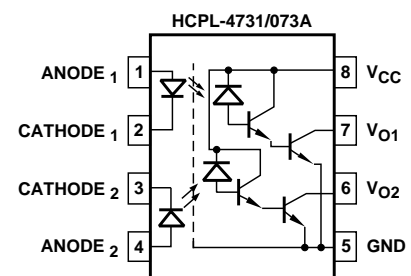 HCPL-4731/073A
ANODE 1 1 8 VCC
CATHODE 1 2 7 VO1
CATHODE 2 3 6 VO2
ANODE 2 4 5 GND